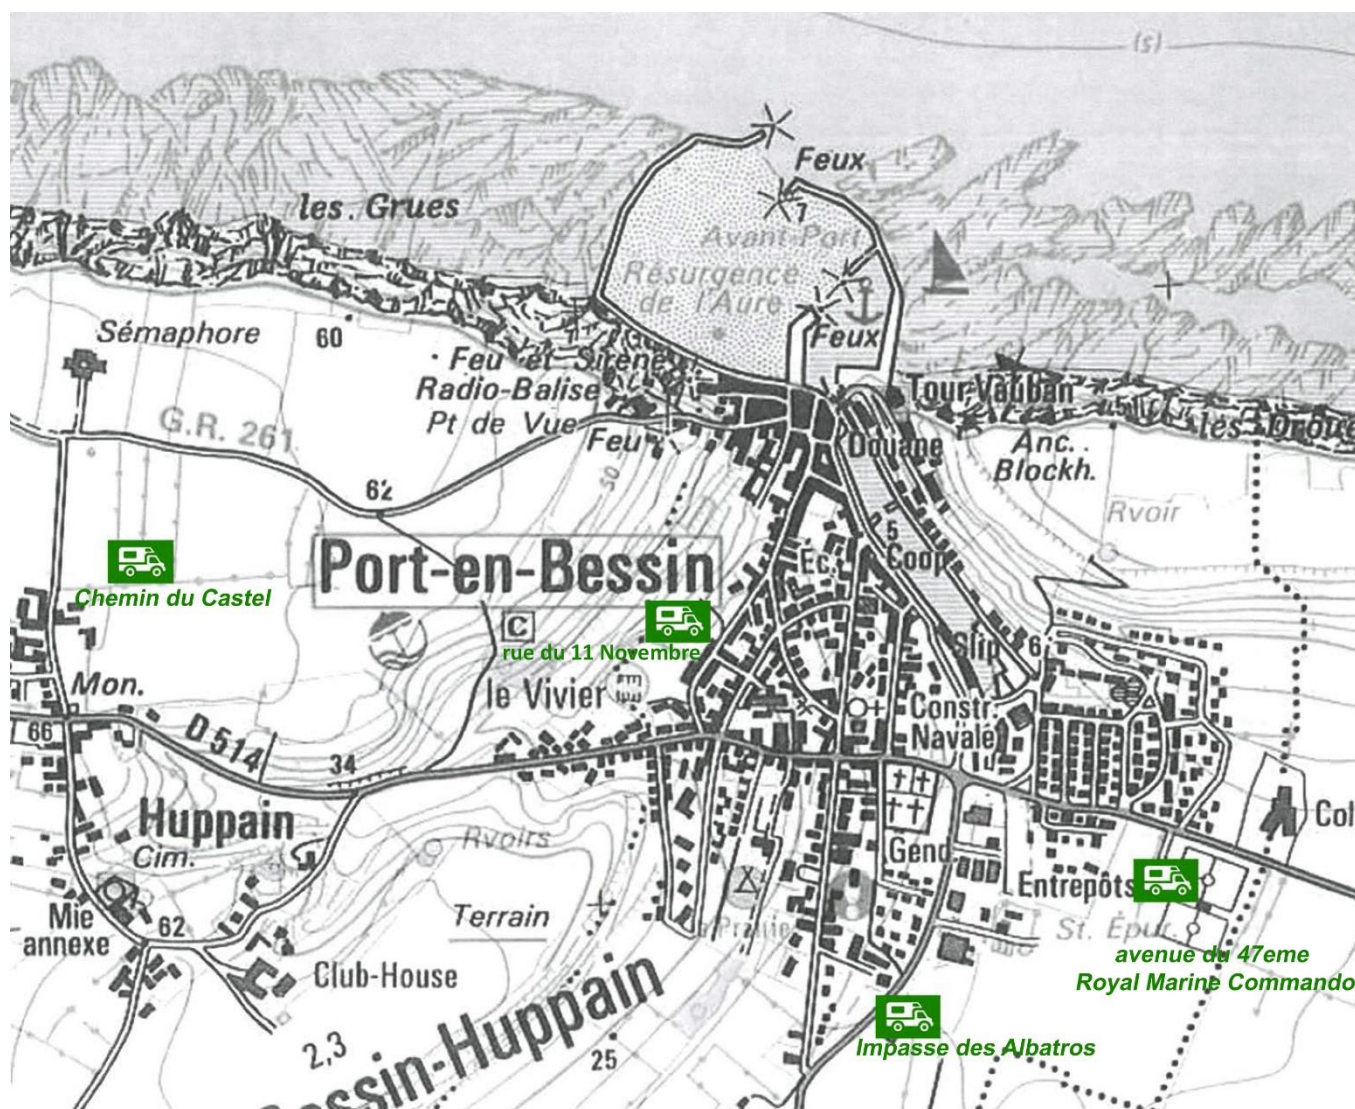 (s)
Feux
les. Grues
7
Avant-Port
Résurgence
de l'Aure
Sémaphore
60
Feux
Feu et Sirène
Radio-Balise
Pt de Vue
Feu
Tour Vauban
G.R. 261
Douane
Anc.
Blockh.
62
50
Rvoir
5
Coop
Éc.
Port-en-Bessin
Chemin du Castel
C
rue du 11 Novembre
Slip
6
Mon.
le Vivier
Constr.
Navale
66
D 514
34
Huppain
Cim.
Rvoirs
Gend.
Col
Entrepôts
Mie
annexe
62
Terrain
St. Épur.
avenue du 47eme
Royal Marine Commando
Club-House
2,3
Bessin-Huppain
25
Impasse des Albatros